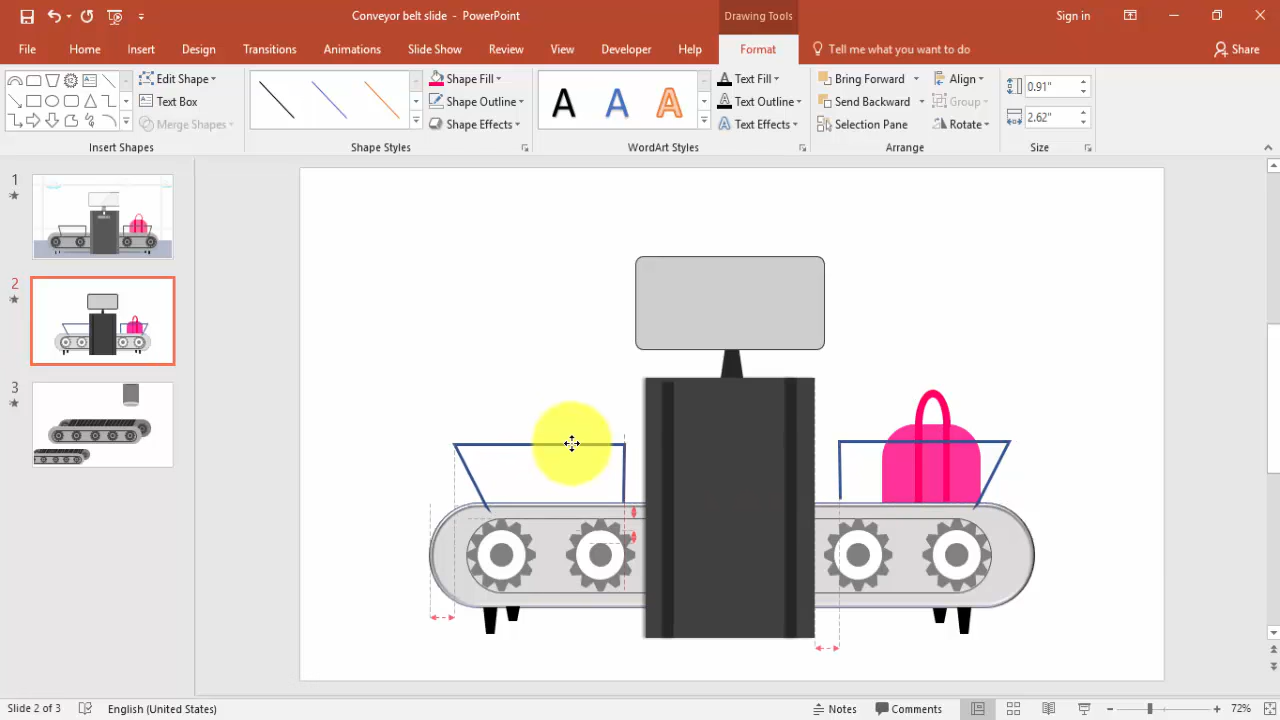 Conveyor belt slide - PowerPoint
Drawing Tools
Sign in
File Home Insert Design Transitions Animations Slide Show Review View Developer Help Format Tell me what you want to do Share
Edit Shape
Text Box
Merge Shapes
Insert Shapes
Shape Fill
Shape Outline
Shape Effects
Shape Styles
A A A
Text Fill
Text Outline
Text Effects
WordArt Styles
Bring Forward
Send Backward
Selection Pane
Align
Group
Rotate
Arrange
0.91"
2.62"
Size
1
2
3
Slide 2 of 3 English (United States) Notes Comments 72%